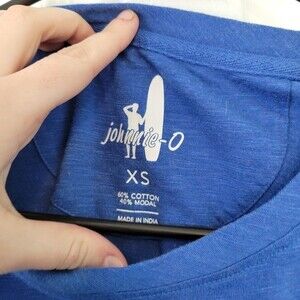 johnnie-O
XS
60% COTTON
40% MODAL
MADE IN INDIA